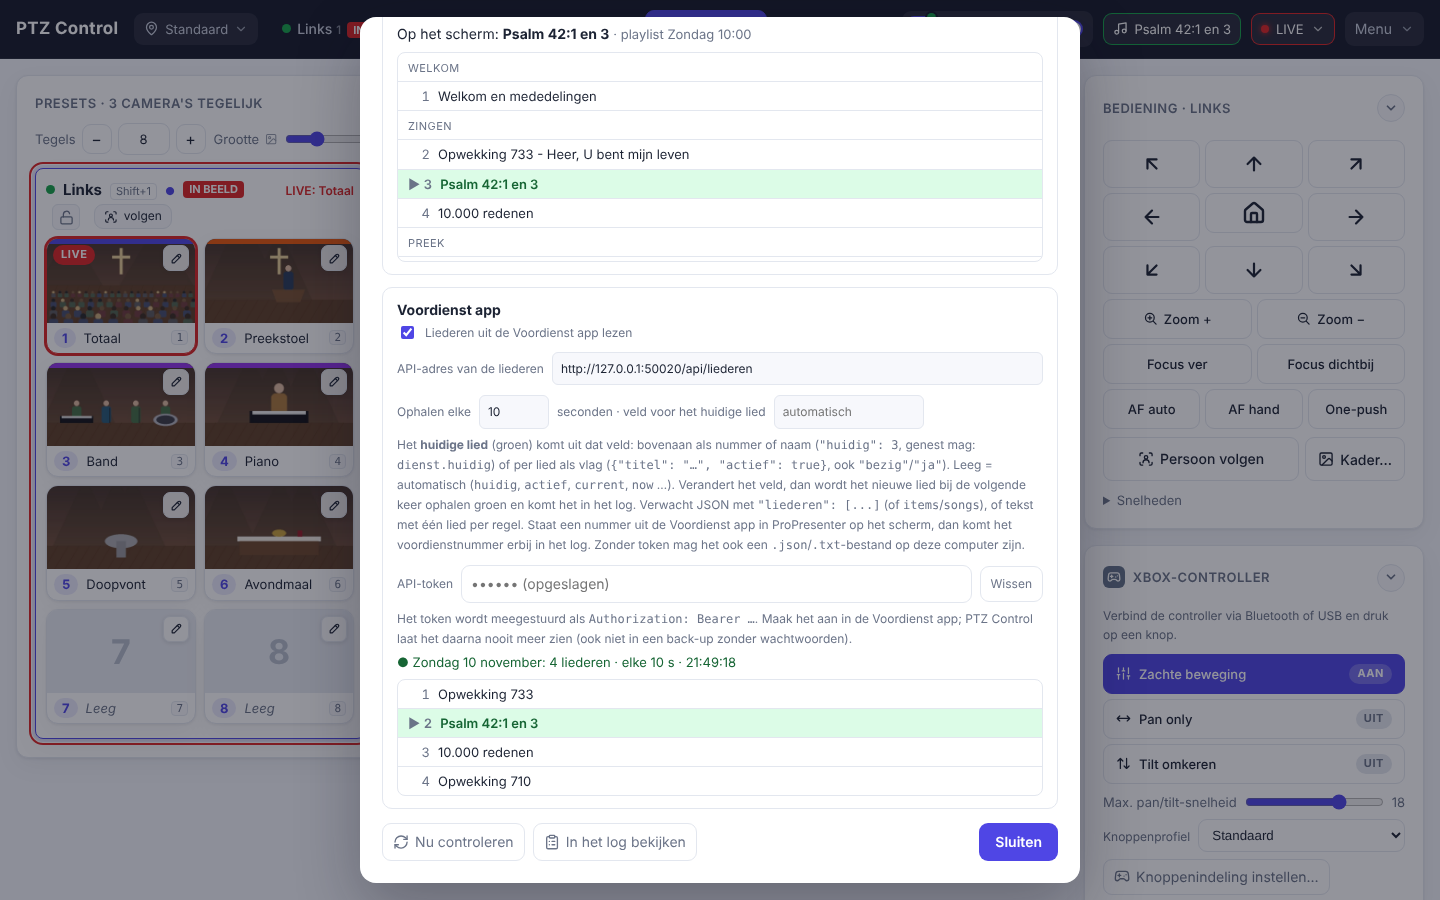 PTZ Control
Standaard
Links 1
Psalm 42:1 en 3
LIVE
Menu
PRESETS · 3 CAMERA'S TEGELIJK
Tegels − 8 + Grootte
Links Shift+1 IN BEELD LIVE: Totaal
volgen
LIVE
1 Totaal 1
2 Preekstoel 2
3 Band 3
4 Piano 4
5 Doopvont 5
6 Avondmaal 6
7
8
7 Leeg 7
8 Leeg 8
Op het scherm: Psalm 42:1 en 3 · playlist Zondag 10:00
WELKOM
1 Welkom en mededelingen
ZINGEN
2 Opwekking 733 - Heer, U bent mijn leven
▶ 3 Psalm 42:1 en 3
4 10.000 redenen
PREEK
Voordienst app
Liederen uit de Voordienst app lezen
API-adres van de liederen http://127.0.0.1:50020/api/liederen
Ophalen elke 10 seconden · veld voor het huidige lied automatisch
Het huidige lied (groen) komt uit dat veld: bovenaan als nummer of naam ("huidig": 3, genest mag:
dienst.huidig) of per lied als vlag ({"titel": "…", "actief": true}, ook "bezig"/"ja"). Leeg =
automatisch (huidig, actief, current, now …). Verandert het veld, dan wordt het nieuwe lied bij de volgende
keer ophalen groen en komt het in het log. Verwacht JSON met "liederen": [...] (of items/songs), of tekst
met één lied per regel. Staat een nummer uit de Voordienst app in ProPresenter op het scherm, dan komt het
voordienstnummer erbij in het log. Zonder token mag het ook een .json/.txt-bestand op deze computer zijn.
API-token •••••• (opgeslagen) Wissen
Het token wordt meegestuurd als Authorization: Bearer …. Maak het aan in de Voordienst app; PTZ Control
laat het daarna nooit meer zien (ook niet in een back-up zonder wachtwoorden).
● Zondag 10 november: 4 liederen · elke 10 s · 21:49:18
1 Opwekking 733
▶ 2 Psalm 42:1 en 3
3 10.000 redenen
4 Opwekking 710
Nu controleren
In het log bekijken
Sluiten
BEDIENING · LINKS
Zoom +
Zoom −
Focus ver
Focus dichtbij
AF auto
AF hand
One-push
Persoon volgen
Kader...
Snelheden
XBOX-CONTROLLER
Verbind de controller via Bluetooth of USB en druk
op een knop.
Zachte beweging AAN
Pan only UIT
Tilt omkeren UIT
Max. pan/tilt-snelheid 18
Knoppenprofiel Standaard
Knoppenindeling instellen...